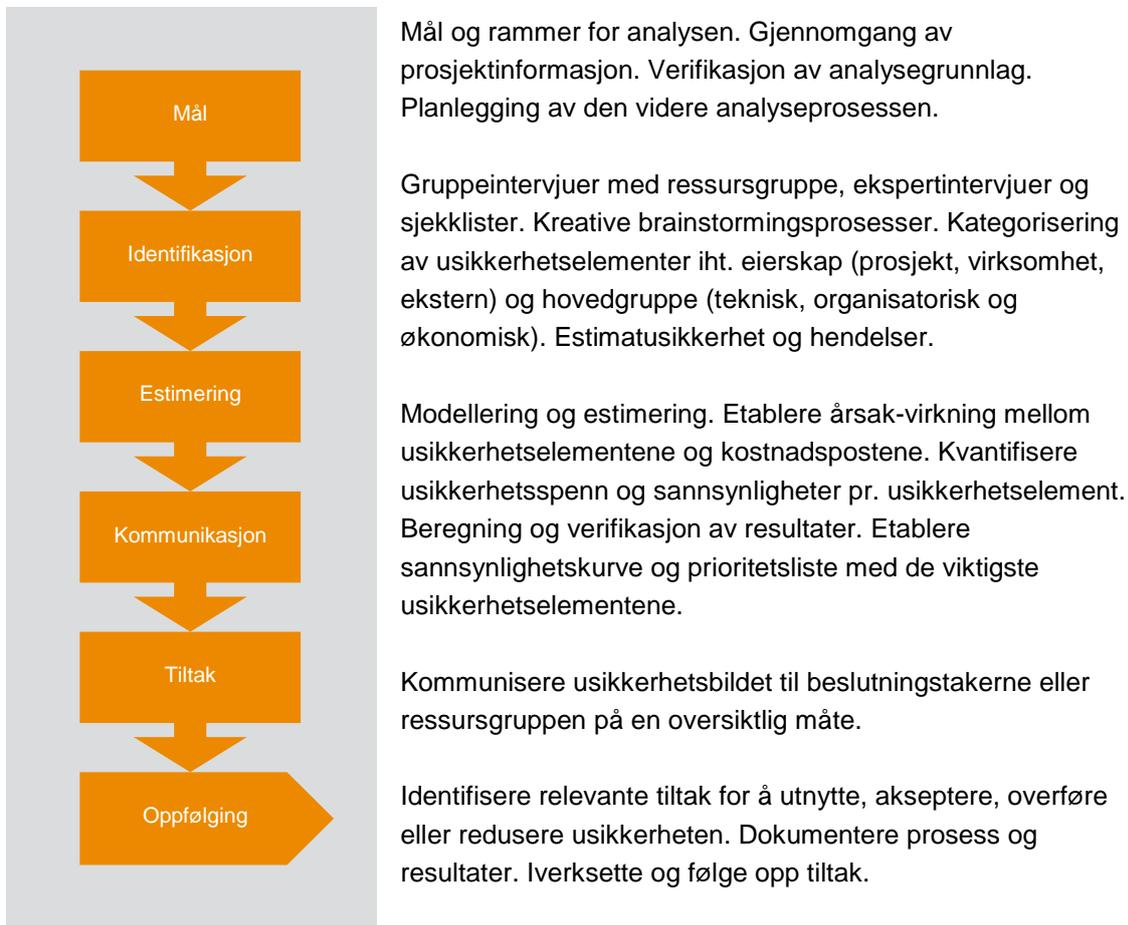 Mål
Identifikasjon
Estimering
Kommunikasjon
Tiltak
Oppfølging
Mål og rammer for analysen. Gjennomgang av
prosjektinformasjon. Verifikasjon av analysegrunnlag.
Planlegging av den videre analyseprosessen.
Gruppeintervjuer med ressursgruppe, ekspertintervjuer og
sjekklister. Kreative brainstormingsprosesser. Kategorisering
av usikkerhetselementer iht. eierskap (prosjekt, virksomhet,
ekstern) og hovedgruppe (teknisk, organisatorisk og
økonomisk). Estimatusikkerhet og hendelser.
Modellering og estimering. Etablere årsak-virkning mellom
usikkerhetselementene og kostnadspostene. Kvantifisere
usikkerhetsspenn og sannsynligheter pr. usikkerhetselement.
Beregning og verifikasjon av resultater. Etablere
sannsynlighetskurve og prioritetsliste med de viktigste
usikkerhetselementene.
Kommunisere usikkerhetsbildet til beslutningstakerne eller
ressursgruppen på en oversiktlig måte.
Identifisere relevante tiltak for å utnytte, akseptere, overføre
eller redusere usikkerheten. Dokumentere prosess og
resultater. Iverksette og følge opp tiltak.